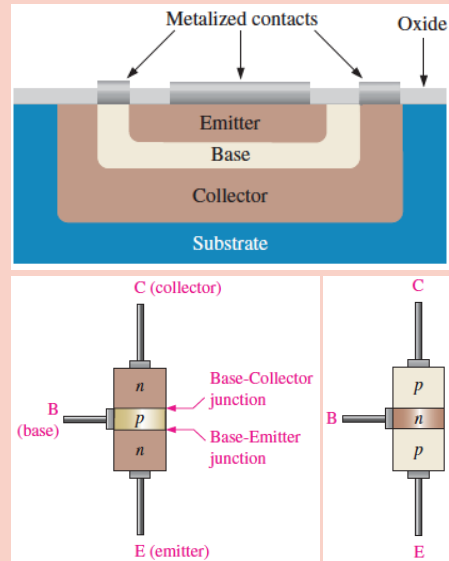 Metalized contacts
Oxide
Emitter
Base
Collector
Substrate
C (collector)
n
Base-Collector
junction
B
(base)
p
Base-Emitter
junction
n
E (emitter)
C
p
B
n
p
E